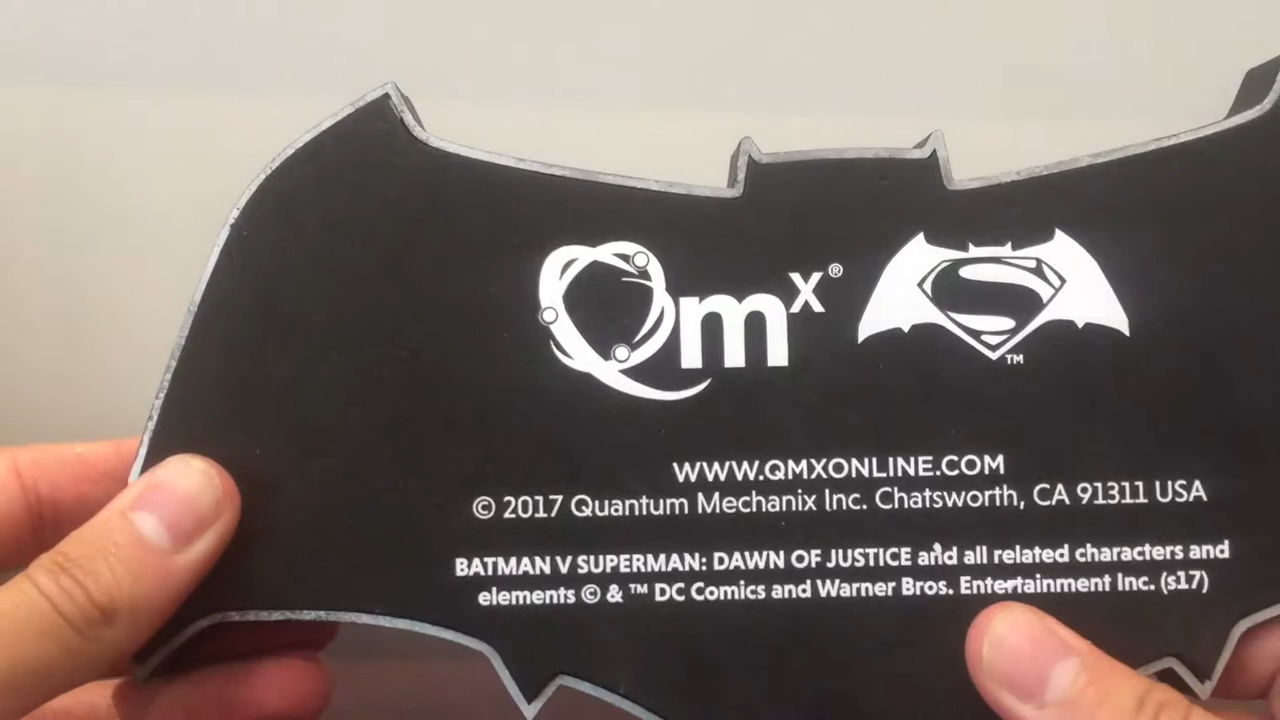 Qmx®
S ™
WWW.QMXONLINE.COM
© 2017 Quantum Mechanix Inc. Chatsworth, CA 91311 USA
BATMAN V SUPERMAN: DAWN OF JUSTICE and all related characters and
elements © & ™ DC Comics and Warner Bros. Entertainment Inc. (s17)